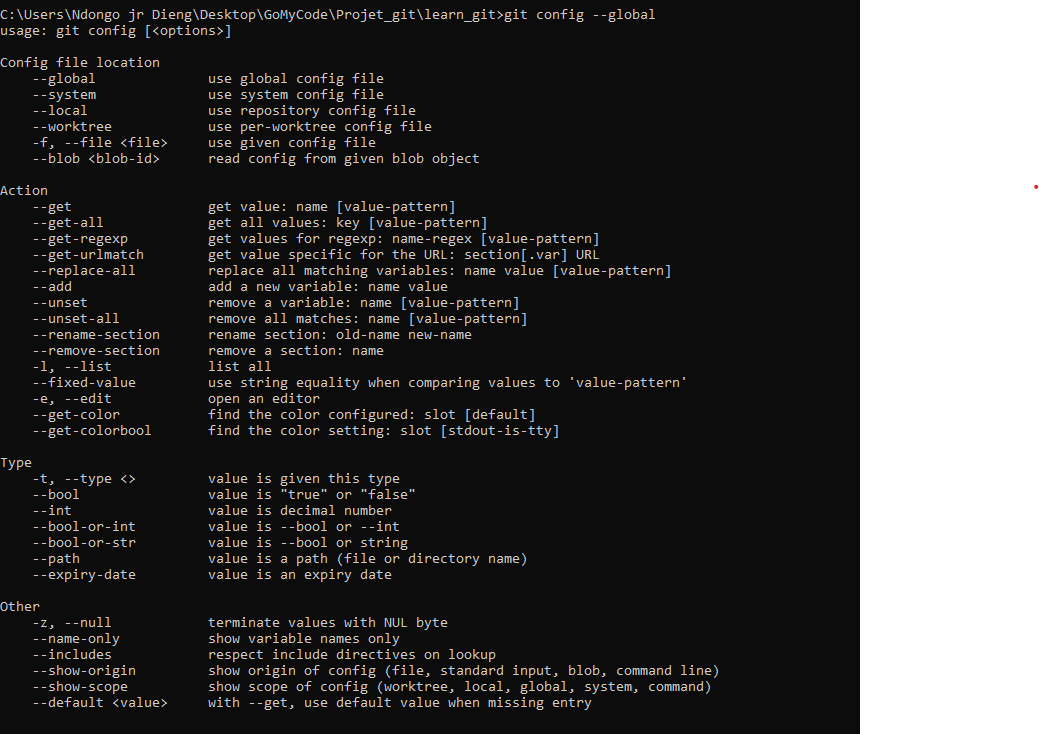 C:\Users\Ndongo jr Dieng\Desktop\GoMyCode\Projet_git\learn_git>git config --global
usage: git config [<options>]

Config file location
    --global              use global config file
    --system              use system config file
    --local               use repository config file
    --worktree            use per-worktree config file
    -f, --file <file>     use given config file
    --blob <blob-id>      read config from given blob object

Action
    --get                 get value: name [value-pattern]
    --get-all             get all values: key [value-pattern]
    --get-regexp          get values for regexp: name-regex [value-pattern]
    --get-urlmatch        get value specific for the URL: section[.var] URL
    --replace-all         replace all matching variables: name value [value-pattern]
    --add                 add a new variable: name value
    --unset               remove a variable: name [value-pattern]
    --unset-all           remove all matches: name [value-pattern]
    --rename-section      rename section: old-name new-name
    --remove-section      remove a section: name
    -l, --list            list all
    --fixed-value         use string equality when comparing values to 'value-pattern'
    -e, --edit            open an editor
    --get-color           find the color configured: slot [default]
    --get-colorbool       find the color setting: slot [stdout-is-tty]

Type
    -t, --type <>         value is given this type
    --bool                value is "true" or "false"
    --int                 value is decimal number
    --bool-or-int         value is --bool or --int
    --bool-or-str         value is --bool or string
    --path                value is a path (file or directory name)
    --expiry-date         value is an expiry date

Other
    -z, --null            terminate values with NUL byte
    --name-only           show variable names only
    --includes            respect include directives on lookup
    --show-origin         show origin of config (file, standard input, blob, command line)
    --show-scope          show scope of config (worktree, local, global, system, command)
    --default <value>     with --get, use default value when missing entry